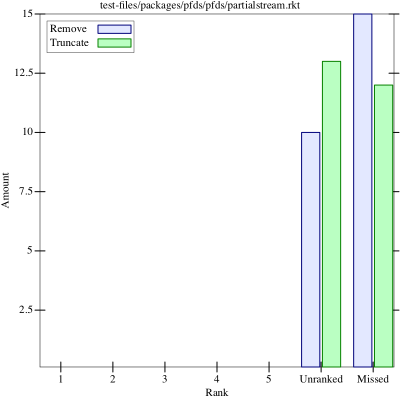 test-files/packages/pfds/pfds/partialstream.rkt
Remove
Truncate
15
12.5
10
7.5
5
2.5
Amount
1 2 3 4 5 Unranked Missed
Rank